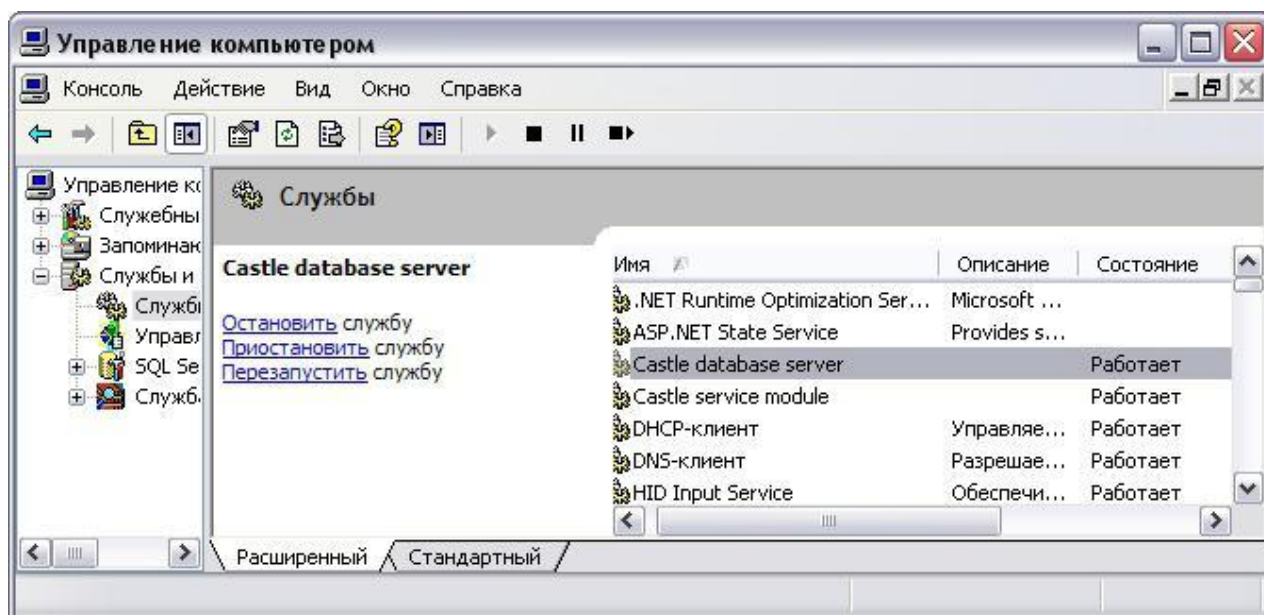 Управление компьютером
Консоль Действие Вид Окно Справка
Управление ко
Служебны
Запоминаю
Службы и
Служб
Управл
SQL Se
Служб
Службы
Castle database server
Остановить службу
Приостановить службу
Перезапустить службу
Имя Описание Состояние
.NET Runtime Optimization Ser... Microsoft ...
ASP.NET State Service Provides s...
Castle database server Работает
Castle service module Работает
DHCP-клиент Управляе... Работает
DNS-клиент Разрешае... Работает
HID Input Service Обеспечи... Работает
Расширенный Стандартный